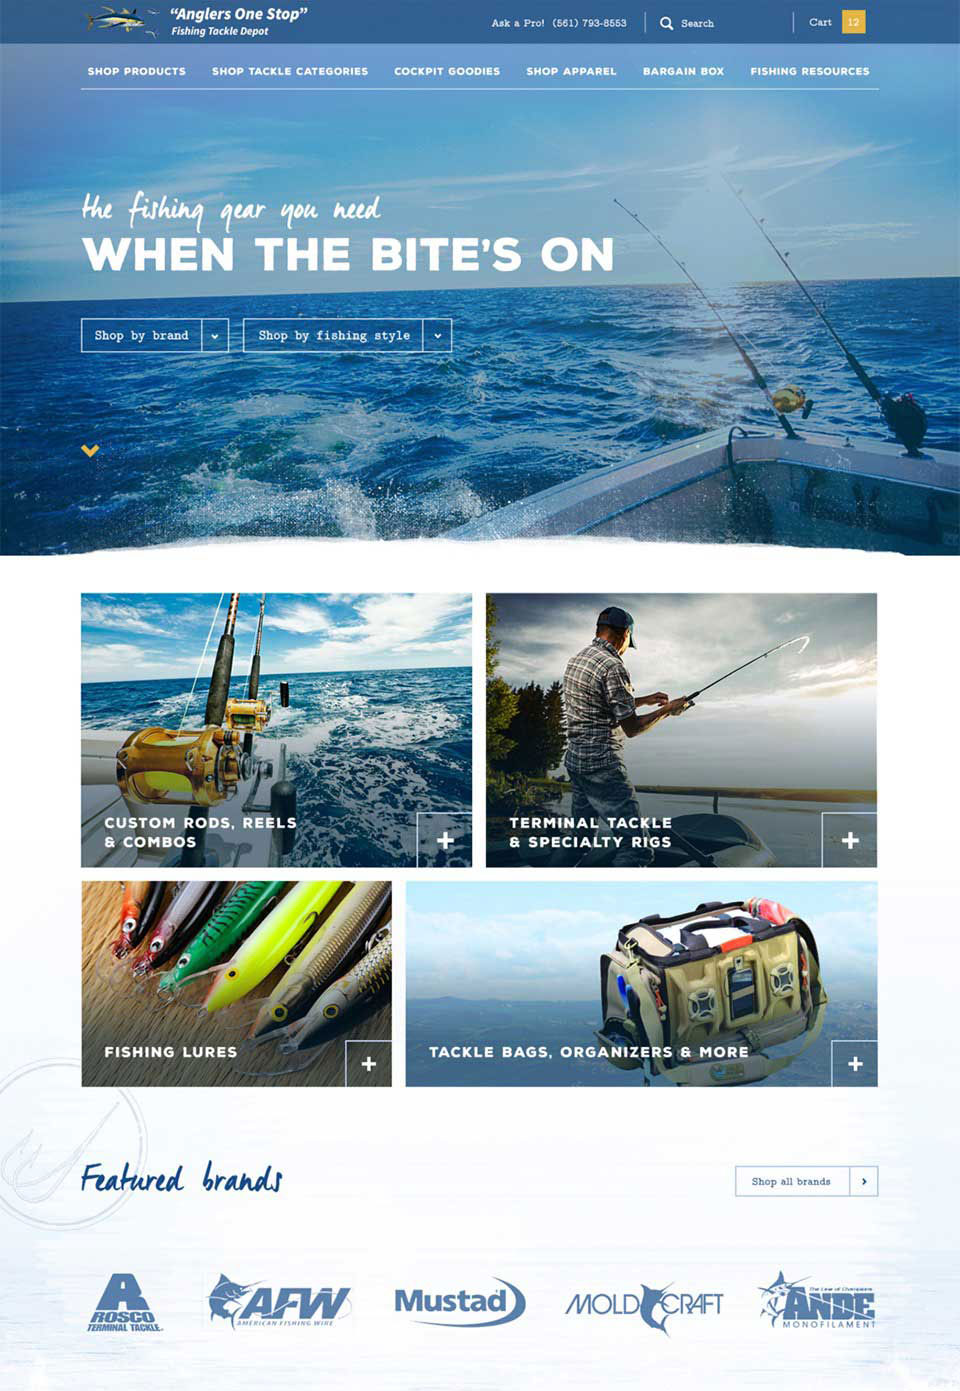 “Anglers One Stop”
Fishing Tackle Depot
Ask a Pro! (561) 793-8553
Search
Cart 12
SHOP PRODUCTS SHOP TACKLE CATEGORIES COCKPIT GOODIES SHOP APPAREL BARGAIN BOX FISHING RESOURCES
the fishing gear you need
WHEN THE BITE’S ON
Shop by brand
Shop by fishing style
CUSTOM RODS, REELS
& COMBOS
TERMINAL TACKLE
& SPECIALTY RIGS
FISHING LURES
TACKLE BAGS, ORGANIZERS & MORE
Featured brands
Shop all brands
A
ROSCO
TERMINAL TACKLE
AFW
AMERICAN FISHING WIRE
Mustad
MOLD CRAFT
The Line of Champions
ANDE
MONOFILAMENT